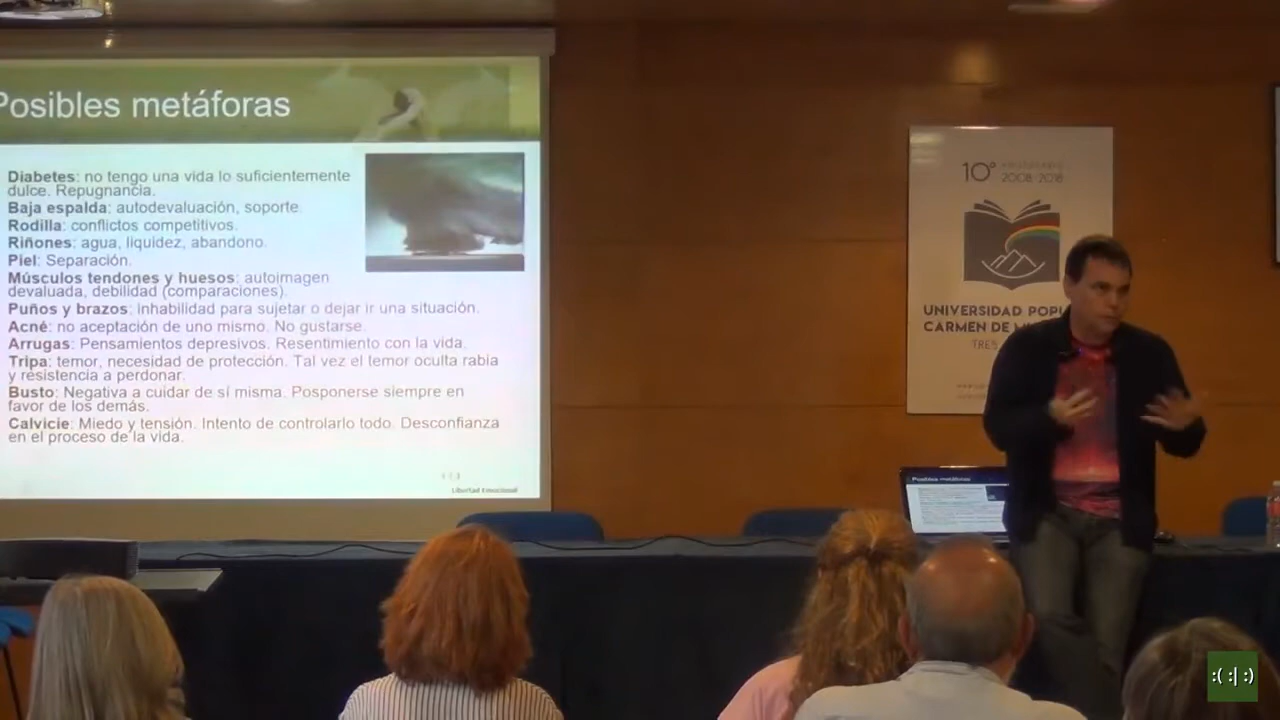 Posibles metáforas
Diabetes: no tengo una vida lo suficientemente
dulce. Repugnancia.
Baja espalda: autodevaluación, soporte
Rodilla: conflictos competitivos.
Riñones: agua, liquidez, abandono.
Piel: Separación.
Músculos tendones y huesos: autoimagen
devaluada, debilidad (comparaciones).
Puños y brazos: inhabilidad para sujetar o dejar ir una situación.
Acné: no aceptación de uno mismo. No gustarse.
Arrugas: Pensamientos depresivos. Resentimiento con la vida.
Tripa: temor, necesidad de protección. Tal vez el temor oculta rabia
y resistencia a perdonar.
Busto: Negativa a cuidar de sí misma. Posponerse siempre en
favor de los demás.
Calvicie: Miedo y tensión. Intento de controlarlo todo. Desconfianza
en el proceso de la vida.
Libertad Emocional
10º
2008-2018
UNIVERSIDAD POPU
CARMEN DE MI
TRES
Posibles metáforas
:( :| :)